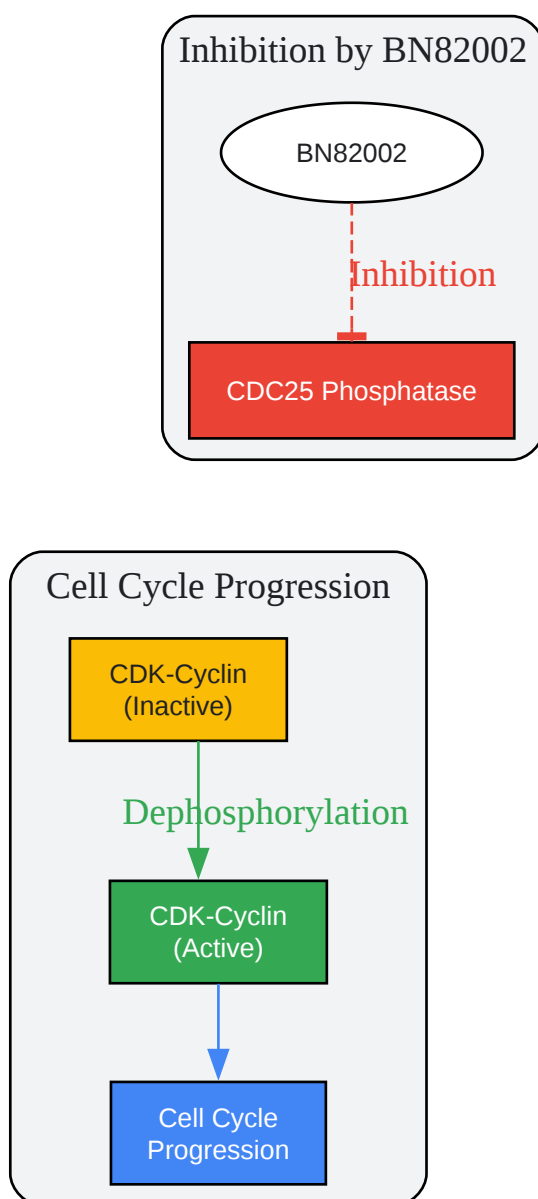 Inhibition by BN82002
BN82002
Inhibition
CDC25 Phosphatase
Cell Cycle Progression
CDK-Cyclin
(Inactive)
Dephosphorylation
CDK-Cyclin
(Active)
Cell Cycle
Progression